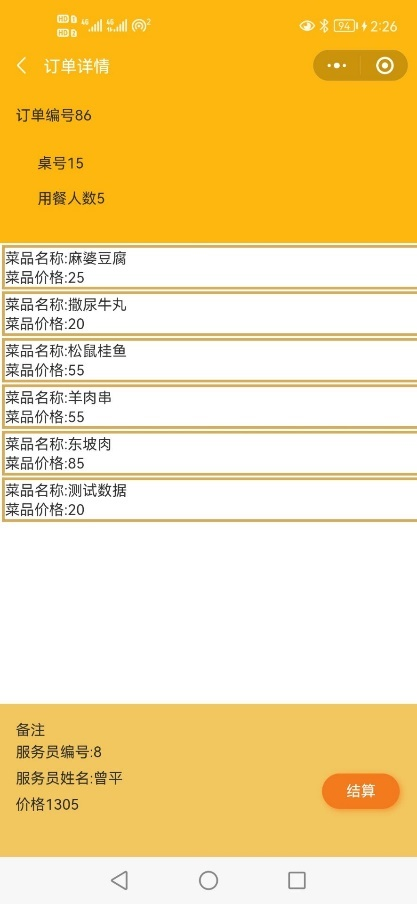 94 2:26
订单详情
订单编号86
桌号15
用餐人数5
菜品名称:麻婆豆腐
菜品价格:25
菜品名称:撒尿牛丸
菜品价格:20
菜品名称:松鼠桂鱼
菜品价格:55
菜品名称:羊肉串
菜品价格:55
菜品名称:东坡肉
菜品价格:85
菜品名称:测试数据
菜品价格:20
备注
服务员编号:8
服务员姓名:曾平
结算
价格1305